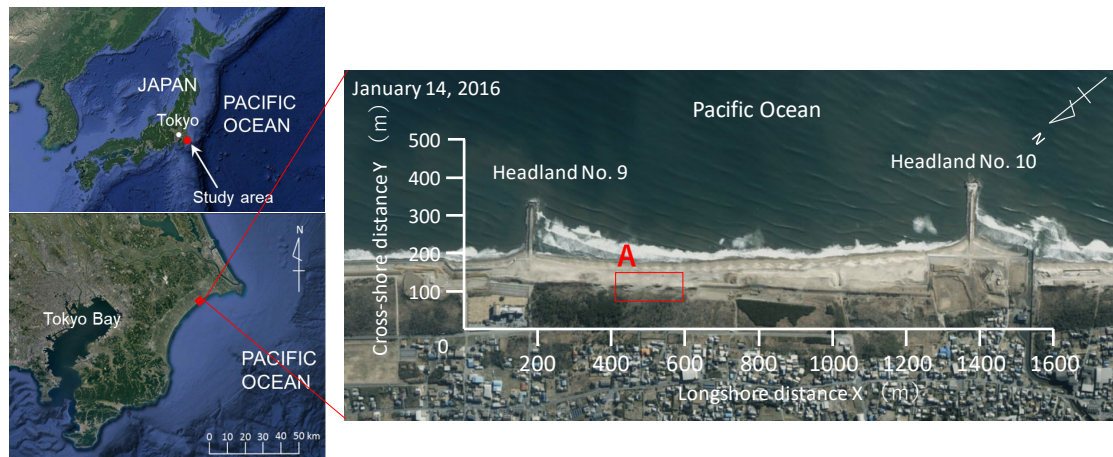 JAPAN
PACIFIC
OCEAN
Tokyo
Study area
N
Tokyo Bay
PACIFIC
OCEAN
0 10 20 30 40 50 km
January 14, 2016
Pacific Ocean
N
Headland No. 9
Headland No. 10
A
Cross-shore distance Y （m）
500
400
300
200
100
0
200 400 600 800 1000 1200 1400 1600
Longshore distance X （m）